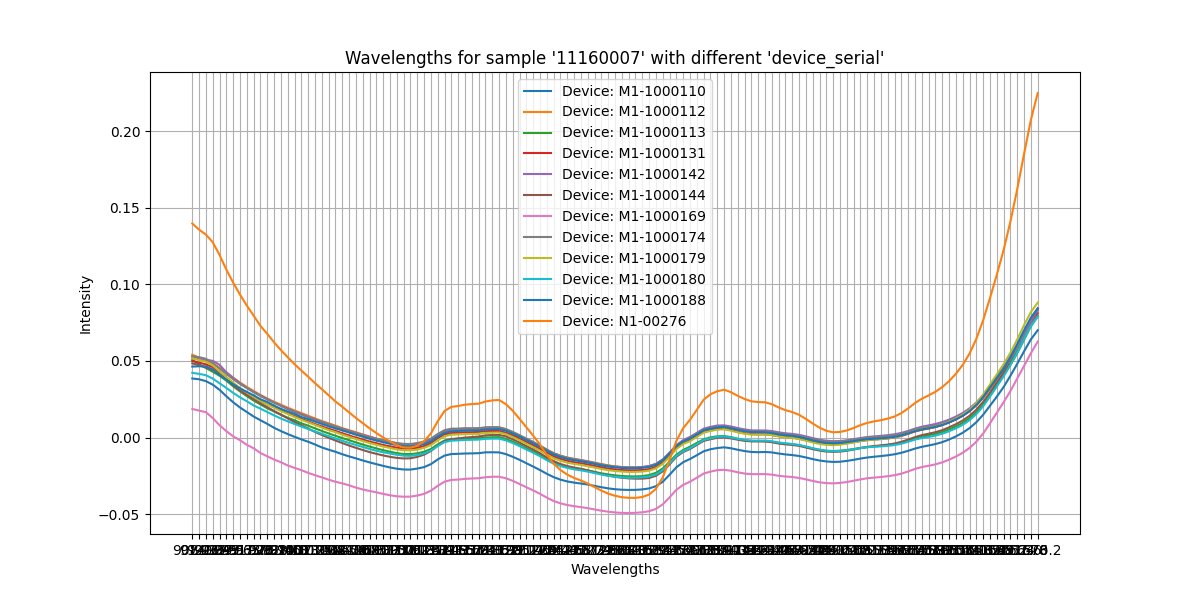 Wavelengths for sample '11160007' with different 'device_serial'
Device: M1-1000110
Device: M1-1000112
Device: M1-1000113
Device: M1-1000131
Device: M1-1000142
Device: M1-1000144
Device: M1-1000169
Device: M1-1000174
Device: M1-1000179
Device: M1-1000180
Device: M1-1000188
Device: N1-00276
Intensity
0.20
0.15
0.10
0.05
0.00
−0.05
Wavelengths